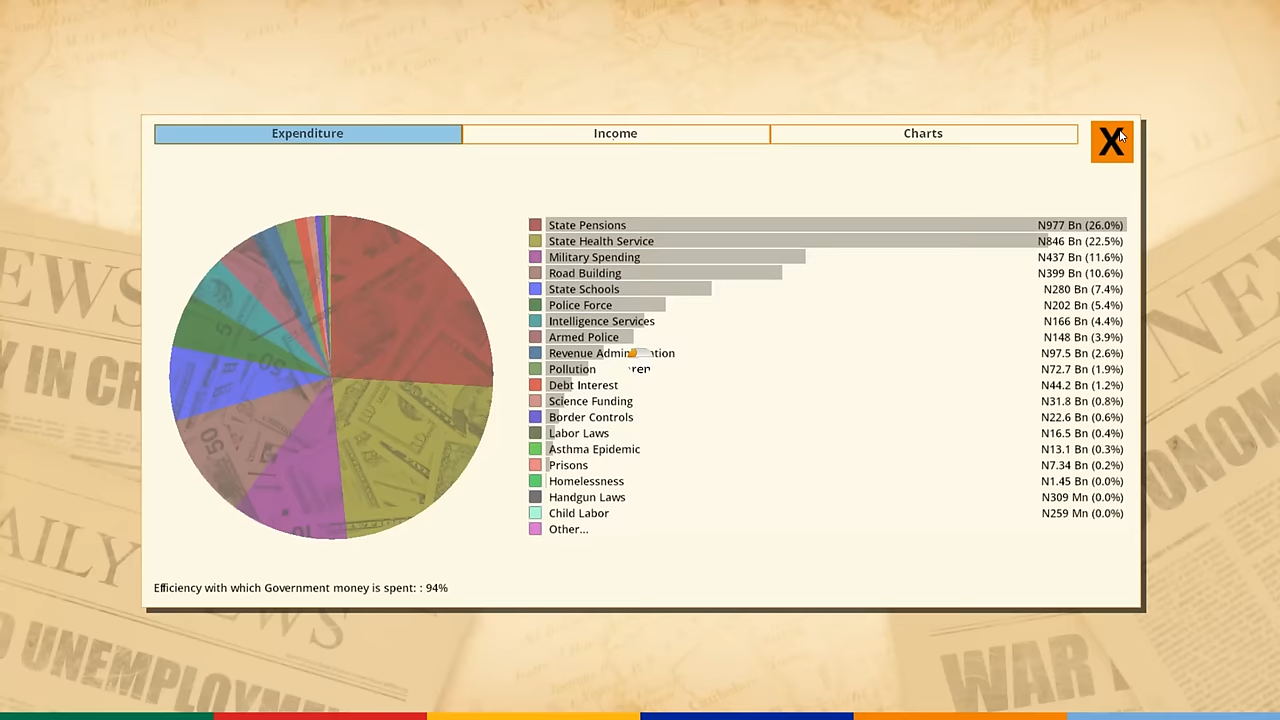 Expenditure
Income
Charts
X
State Pensions N977 Bn (26.0%)
State Health Service N846 Bn (22.5%)
Military Spending N437 Bn (11.6%)
Road Building N399 Bn (10.6%)
State Schools N280 Bn (7.4%)
Police Force N202 Bn (5.4%)
Intelligence Services N166 Bn (4.4%)
Armed Police N148 Bn (3.9%)
Revenue N97.5 Bn (2.6%)
Pollution N72.7 Bn (1.9%)
Debt Interest N44.2 Bn (1.2%)
Science Funding N31.8 Bn (0.8%)
Border Controls N22.6 Bn (0.6%)
Labor Laws N16.5 Bn (0.4%)
Asthma Epidemic N13.1 Bn (0.3%)
Prisons N7.34 Bn (0.2%)
Homelessness N1.45 Bn (0.0%)
Handgun Laws N309 Mn (0.0%)
Child Labor N259 Mn (0.0%)
Other...
Efficiency with which Government money is spent: : 94%
NEWS
IN
DAILY
NEWS
WAR